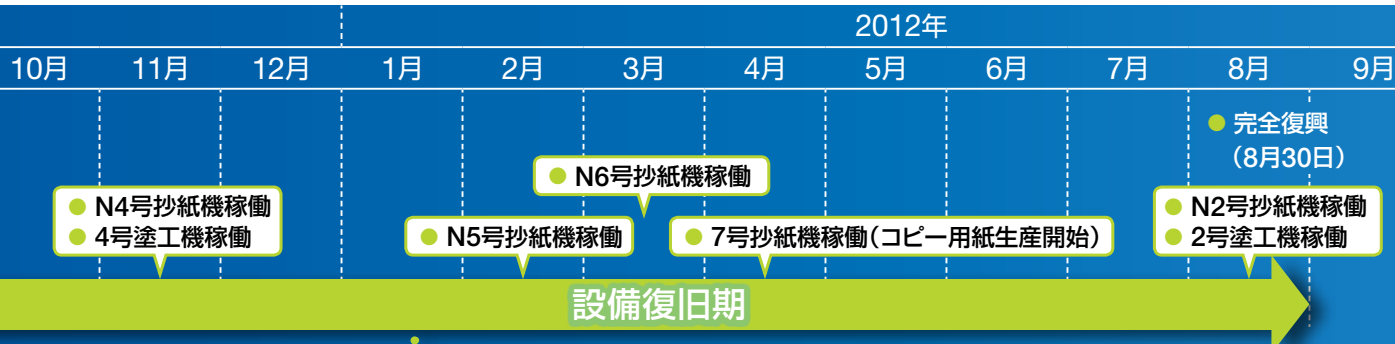 2012年
10月 11月 12月 1月 2月 3月 4月 5月 6月 7月 8月 9月
● 完全復興
（8月30日）
● N6号抄紙機稼働
● N4号抄紙機稼働
● 4号塗工機稼働
● N5号抄紙機稼働
● 7号抄紙機稼働（コピー用紙生産開始）
● N2号抄紙機稼働
● 2号塗工機稼働
設備復旧期